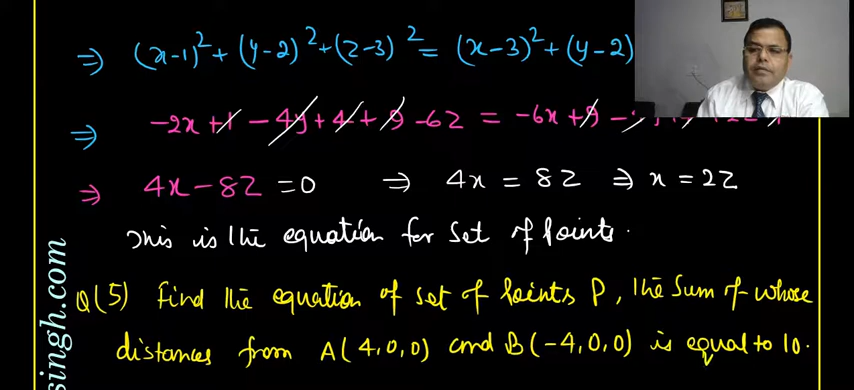 ⇒ (x-1)² + (y-2)² + (z-3)² = (x-3)² + (y-2)
⇒ -2x + 1 - 4y + 4 + 9 - 6z = -6x + 9
⇒ 4x - 8z = 0 ⇒ 4x = 8z ⇒ x = 2z
This is the equation for set of points.
Q(5) Find the equation of set of points P, the sum of whose
distances from A(4,0,0) and B(-4,0,0) is equal to 10.
singh.com